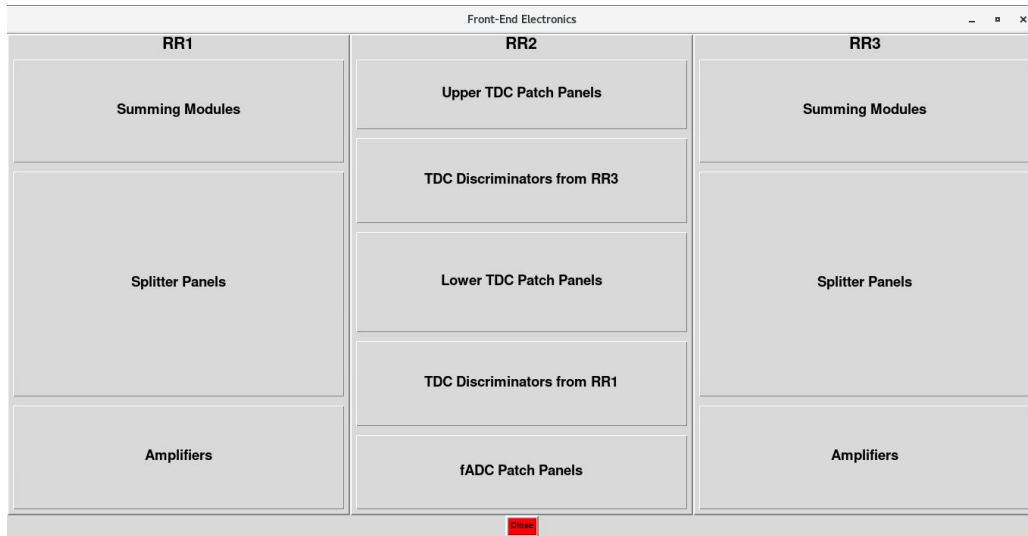 Front-End Electronics
RR1
Summing Modules
Splitter Panels
Amplifiers
RR2
Upper TDC Patch Panels
TDC Discriminators from RR3
Lower TDC Patch Panels
TDC Discriminators from RR1
fADC Patch Panels
RR3
Summing Modules
Splitter Panels
Amplifiers
Close